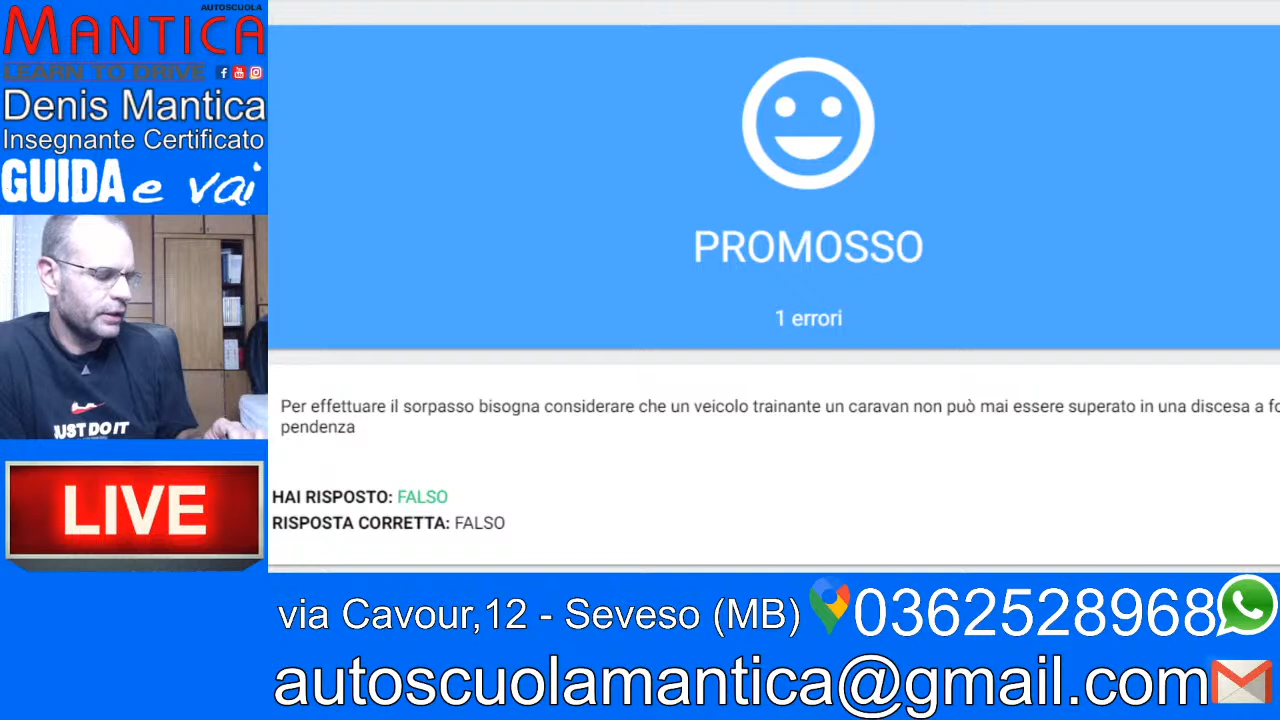 AUTOSCUOLA
MANTICA
LEARN TO DRIVE
Denis Mantica
Insegnante Certificato
GUIDA e vai
JUST DO IT
LIVE
PROMOSSO
1 errori
Per effettuare il sorpasso bisogna considerare che un veicolo trainante un caravan non può mai essere superato in una discesa a fo
pendenza
HAI RISPOSTO: FALSO
RISPOSTA CORRETTA: FALSO
via Cavour,12 - Seveso (MB) 0362528968
autoscuolamantica@gmail.com